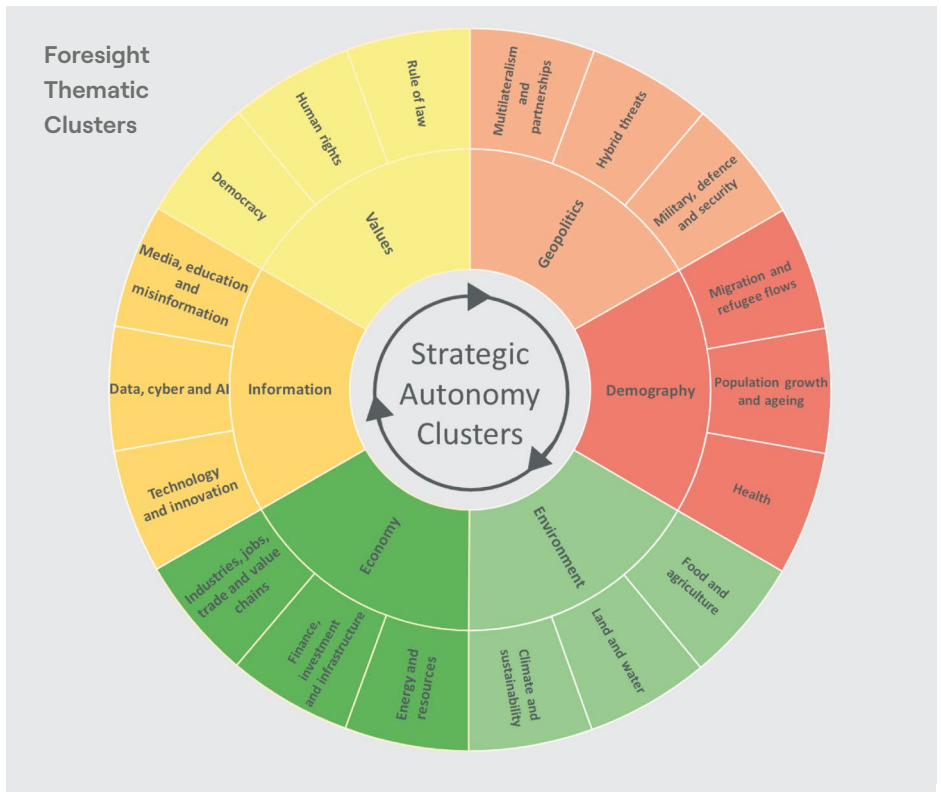 Foresight
Thematic
Clusters
Strategic
Autonomy
Clusters
Geopolitics
Multilateralism
and
partnerships
Hybrid threats
Military, defence
and security
Demography
Migration and
refugee flows
Population growth
and ageing
Health
Environment
Food and
agriculture
Land and water
Climate and
sustainability
Economy
Energy and
resources
Finance,
investment
and infrastructure
Industries, jobs,
trade and value
chains
Information
Technology
and innovation
Data, cyber and AI
Media, education
and
misinformation
Values
Democracy
Human rights
Rule of law